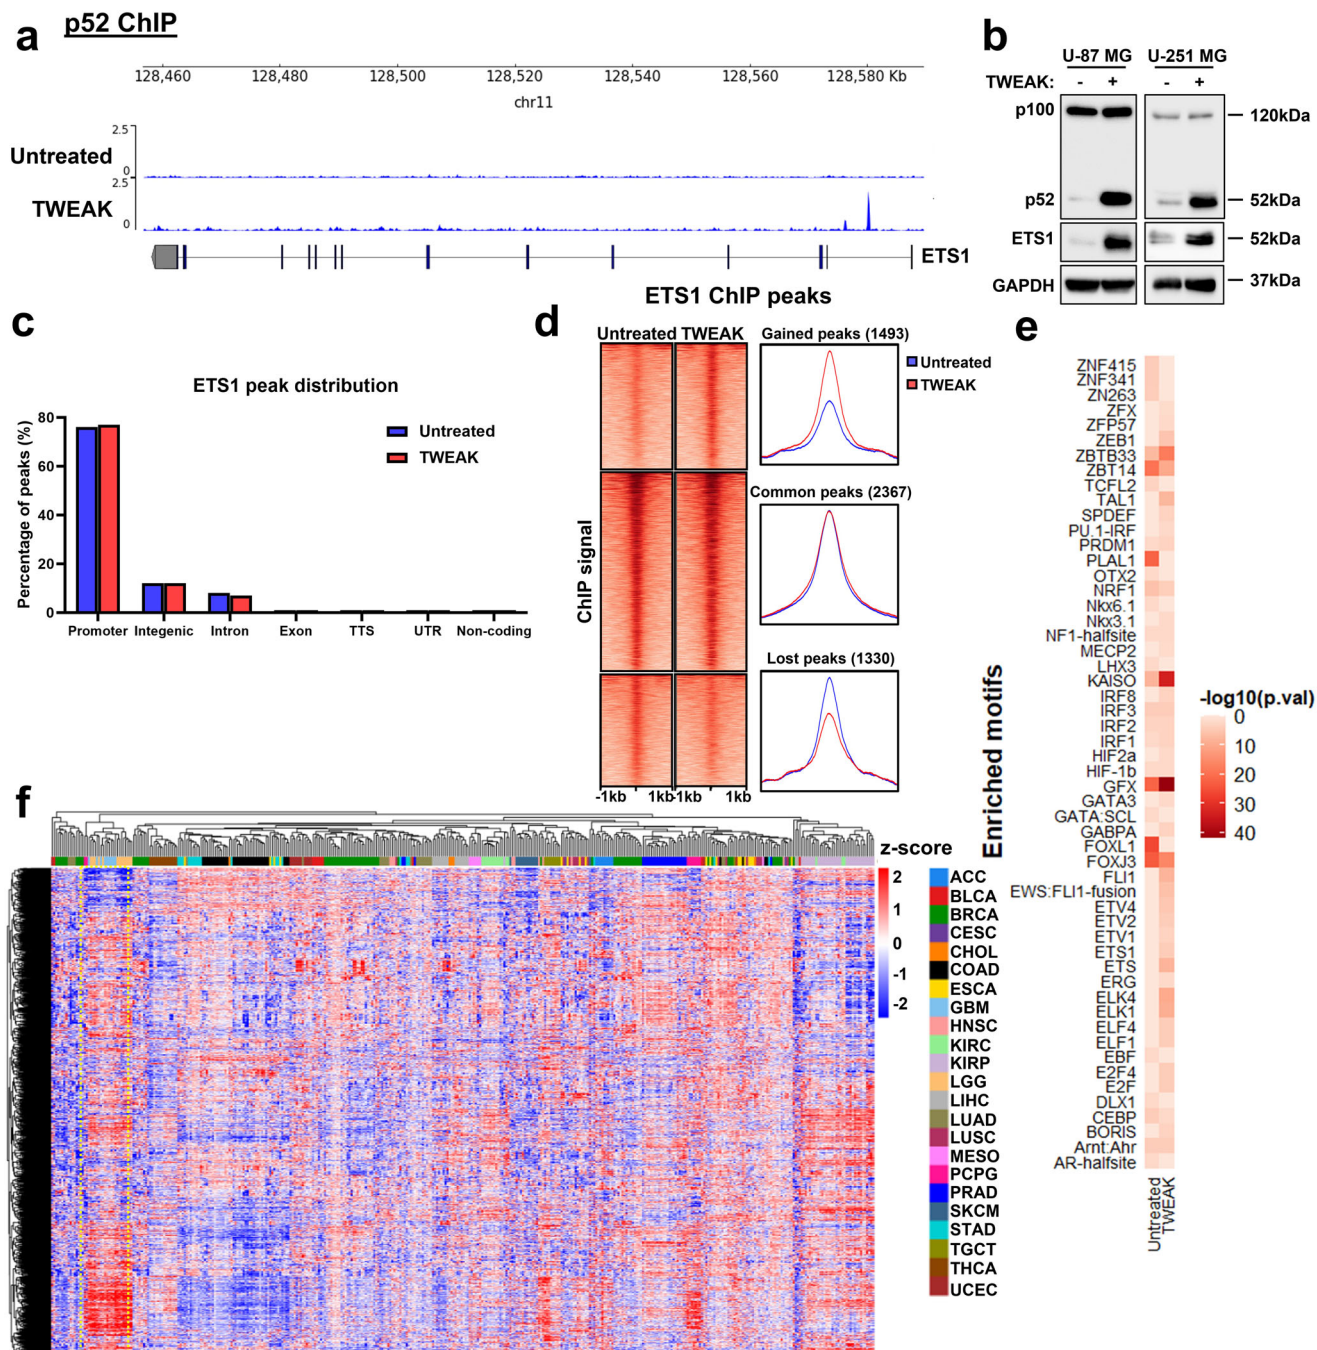 a
p52 ChIP
128,460 128,480 128,500 128,520 128,540 128,560 128,580 Kb
chr11
2.5
Untreated
0
2.5
TWEAK
0
ETS1
b
U-87 MG U-251 MG
TWEAK: - + - +
p100 120kDa
p52 52kDa
ETS1 52kDa
GAPDH 37kDa
c
ETS1 peak distribution
Percentage of peaks (%)
80
60
40
20
0
Untreated
TWEAK
Promoter Integenic Intron Exon TTS UTR Non-coding
ETS1 ChIP peaks
d
Untreated TWEAK
ChIP signal
-1kb 1kb -1kb 1kb
Gained peaks (1493)
Untreated
TWEAK
Common peaks (2367)
Lost peaks (1330)
e
Enriched motifs
ZNF415
ZNF341
ZN263
ZFX
ZFP57
ZEB1
ZBTB33
ZBT14
TCFL2
TAL1
SPDEF
PU.1-IRF
PRDM1
PLAL1
OTX2
NRF1
Nkx6.1
Nkx3.1
NF1-halfsite
MECP2
LHX3
KAISO
IRF8
IRF3
IRF2
IRF1
HIF2a
HIF-1b
GFX
GATA3
GATA:SCL
GABPA
FOXL1
FOXJ3
FLI1
EWS:FLI1-fusion
ETV4
ETV2
ETV1
ETS1
ETS
ERG
ELK4
ELK1
ELF4
ELF1
EBF
E2F4
E2F
DLX1
CEBP
BORIS
Arnt:Ahr
AR-halfsite
Untreated
TWEAK
-log10(p.val)
0
10
20
30
40
f
z-score
2
1
0
-1
-2
ACC
BLCA
BRCA
CESC
CHOL
COAD
ESCA
GBM
HNSC
KIRC
KIRP
LGG
LIHC
LUAD
LUSC
MESO
PCPG
PRAD
SKCM
STAD
TGCT
THCA
UCEC